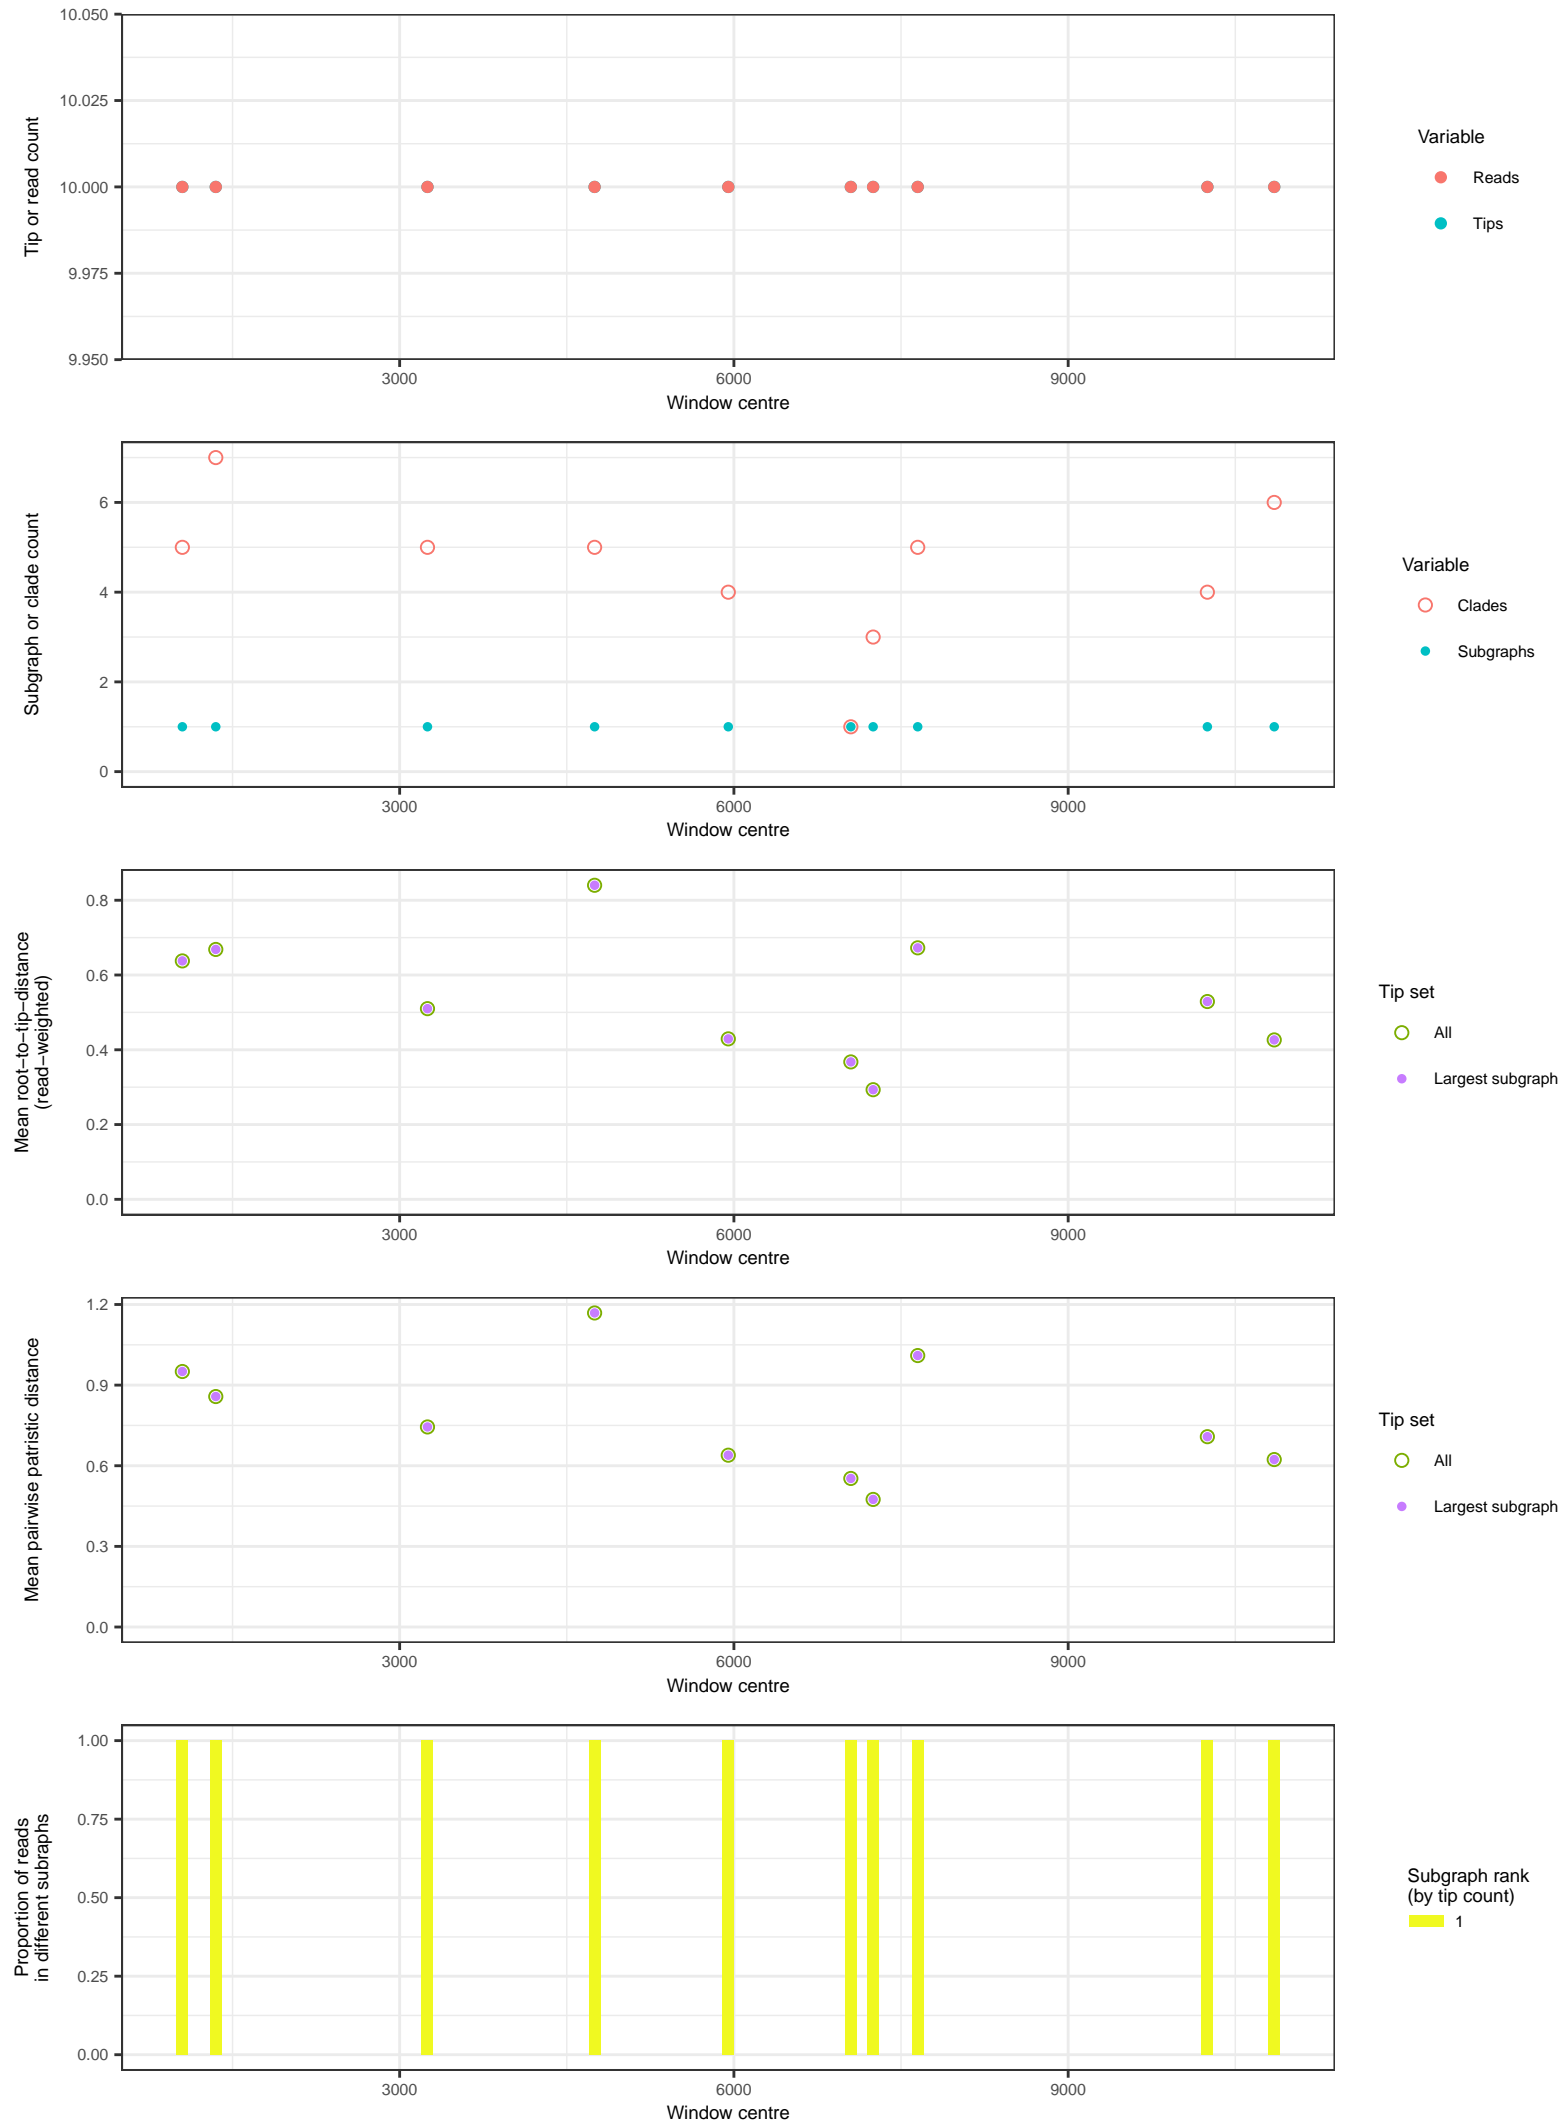 10.050
10.025
10.000
9.975
9.950
Tip or read count
3000 6000 9000
Window centre
Variable
Reads
Tips
6
4
2
0
Subgraph or clade count
3000 6000 9000
Window centre
Variable
Clades
Subgraphs
0.8
0.6
0.4
0.2
0.0
Mean root−to−tip−distance
(read−weighted)
3000 6000 9000
Window centre
Tip set
All
Largest subgraph
1.2
0.9
0.6
0.3
0.0
Mean pairwise patristic distance
3000 6000 9000
Window centre
Tip set
All
Largest subgraph
1.00
0.75
0.50
0.25
0.00
Proportion of reads
in different subraphs
3000 6000 9000
Window centre
Subgraph rank
(by tip count)
1